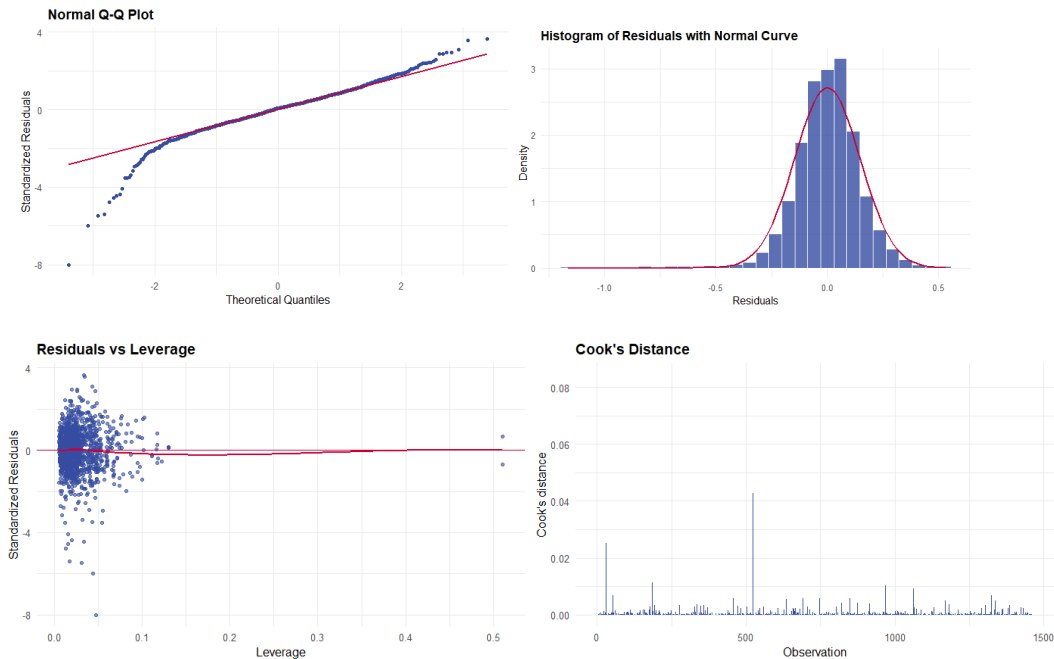 Normal Q-Q Plot
4
0
-4
-8
Standardized Residuals
-2
0
2
Theoretical Quantiles
Histogram of Residuals with Normal Curve
3
2
1
0
Density
-1.0
-0.5
0.0
0.5
Residuals
Residuals vs Leverage
4
0
-4
-8
Standardized Residuals
0.0
0.1
0.2
0.3
0.4
0.5
Leverage
Cook's Distance
0.08
0.06
0.04
0.02
0.00
Cook's distance
0
500
1000
1500
Observation